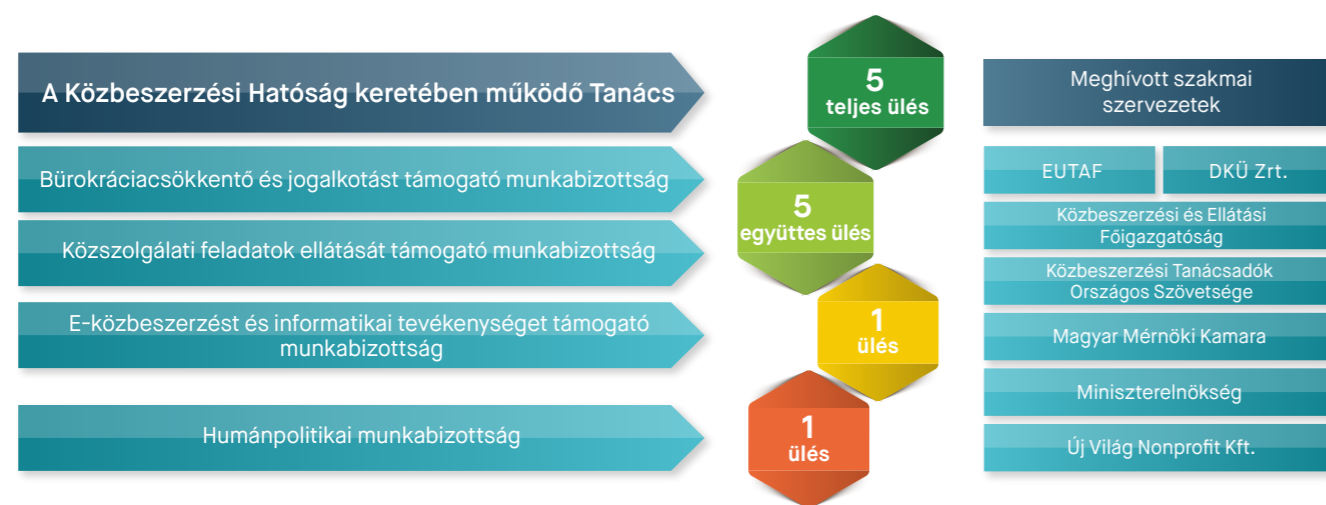 A Közbeszerzési Hatóság keretében működő Tanács
5
teljes ülés
Bürokráciacsökkentő és jogalkotást támogató munkabizottság
Közszolgálati feladatok ellátását támogató munkabizottság
5
együttes ülés
E-közbeszerzést és informatikai tevékenységet támogató
munkabizottság
1
ülés
Humánpolitikai munkabizottság
1
ülés
Meghívott szakmai
szervezetek
EUTAF
DKÜ Zrt.
Közbeszerzési és Ellátási
Főigazgatóság
Közbeszerzési Tanácsadók
Országos Szövetsége
Magyar Mérnöki Kamara
Miniszterelnökség
Új Világ Nonprofit Kft.